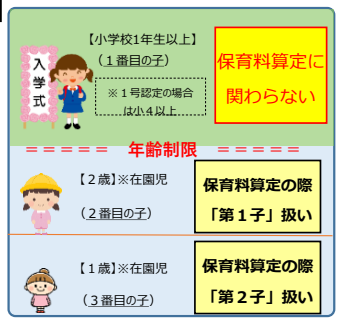 入学式
【小学校1年生以上】
（１番目の子）
※１号認定の場合
は小４以上
保育料算定に
関わらない
＝＝＝＝＝ 年齢制限 ＝＝＝＝＝
【２歳】※在園児
（２番目の子）
保育料算定の際
「第１子」扱い
【１歳】※在園児
（３番目の子）
保育料算定の際
「第２子」扱い